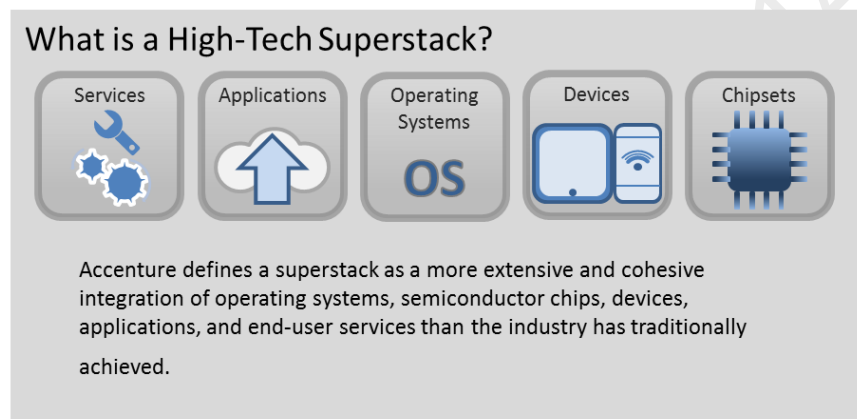 What is a High-Tech Superstack?
Services
Applications
Operating
Systems
OS
Devices
Chipsets
Accenture defines a superstack as a more extensive and cohesive
integration of operating systems, semiconductor chips, devices,
applications, and end-user services than the industry has traditionally
achieved.